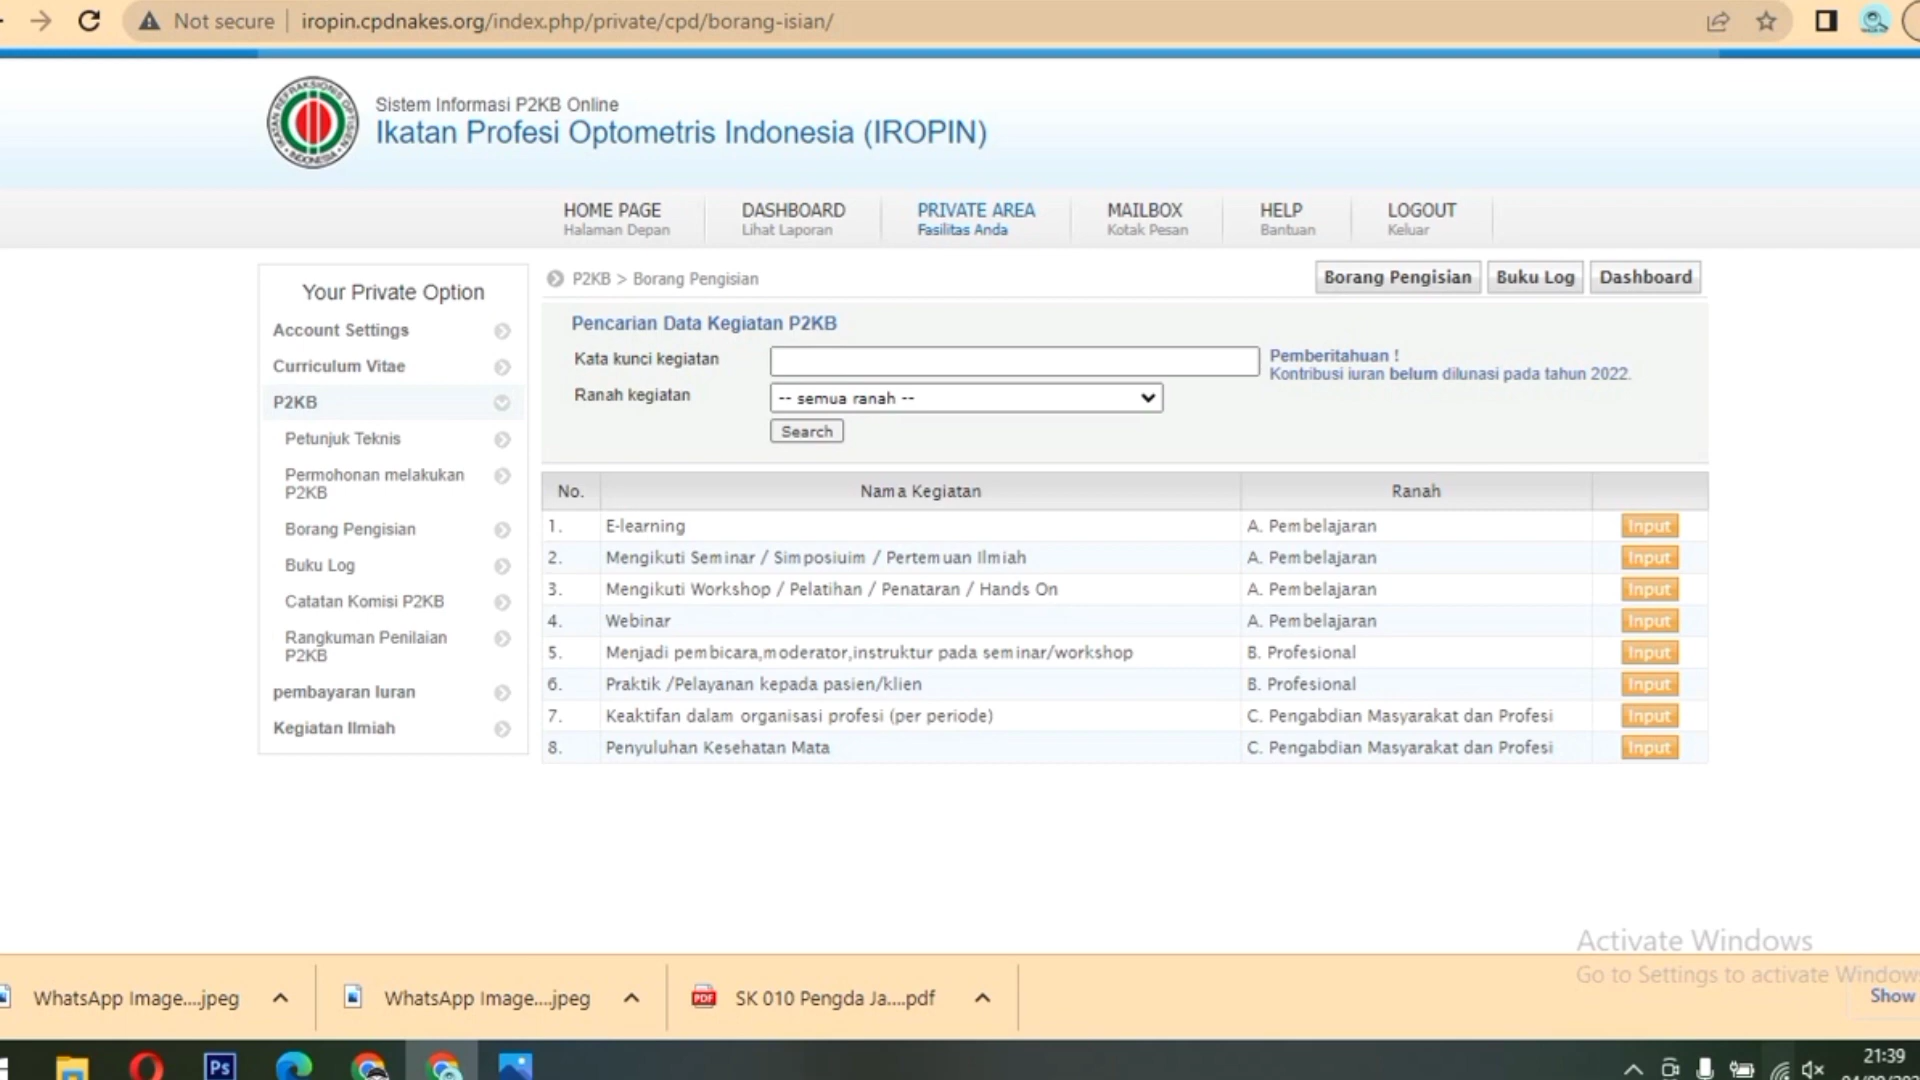 Not secure | iropin.cpdnakes.org/index.php/private/cpd/borang-isian/
Sistem Informasi P2KB Online
Ikatan Profesi Optometris Indonesia (IROPIN)
HOME PAGE DASHBOARD PRIVATE AREA MAILBOX HELP LOGOUT
Halaman Depan Lihat Laporan Fasilitas Anda Kotak Pesan Bantuan Keluar
Your Private Option
Account Settings
Curriculum Vitae
P2KB
Petunjuk Teknis
Permohonan melakukan
P2KB
Borang Pengisian
Buku Log
Catatan Komisi P2KB
Rangkuman Penilaian
P2KB
pembayaran Iuran
Kegiatan Ilmiah
P2KB > Borang Pengisian
Borang Pengisian Buku Log Dashboard
Pencarian Data Kegiatan P2KB
Kata kunci kegiatan
Pemberitahuan !
Kontribusi iuran belum dilunasi pada tahun 2022.
Ranah kegiatan -- semua ranah --
Search
No. Nama Kegiatan Ranah
1. E-learning A. Pembelajaran Input
2. Mengikuti Seminar / Simposiuim / Pertemuan Ilmiah A. Pembelajaran Input
3. Mengikuti Workshop / Pelatihan / Penataran / Hands On A. Pembelajaran Input
4. Webinar A. Pembelajaran Input
5. Menjadi pembicara,moderator,instruktur pada seminar/workshop B. Profesional Input
6. Praktik /Pelayanan kepada pasien/klien B. Profesional Input
7. Keaktifan dalam organisasi profesi (per periode) C. Pengabdian Masyarakat dan Profesi Input
8. Penyuluhan Kesehatan Mata C. Pengabdian Masyarakat dan Profesi Input
Activate Windows
Go to Settings to activate Windows
WhatsApp Image....jpeg WhatsApp Image....jpeg PDF SK 010 Pengda Ja....pdf Show
Ps
21:39